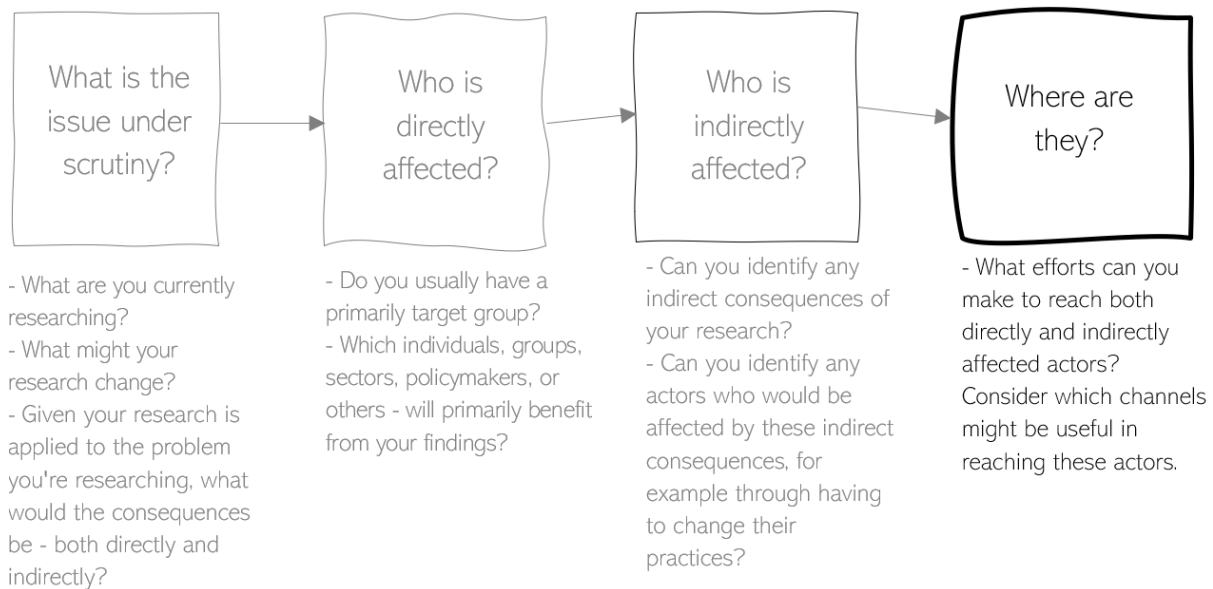 What is the
issue under
scrutiny?
Who is
directly
affected?
Who is
indirectly
affected?
Where are
they?
- What are you currently
researching?
- What might your
research change?
- Given your research is
applied to the problem
you're researching, what
would the consequences
be - both directly and
indirectly?
- Do you usually have a
primarily target group?
- Which individuals, groups,
sectors, policymakers, or
others - will primarily benefit
from your findings?
- Can you identify any
indirect consequences of
your research?
- Can you identify any
actors who would be
affected by these indirect
consequences, for
example through having
to change their
practices?
- What efforts can you
make to reach both
directly and indirectly
affected actors?
Consider which channels
might be useful in
reaching these actors.